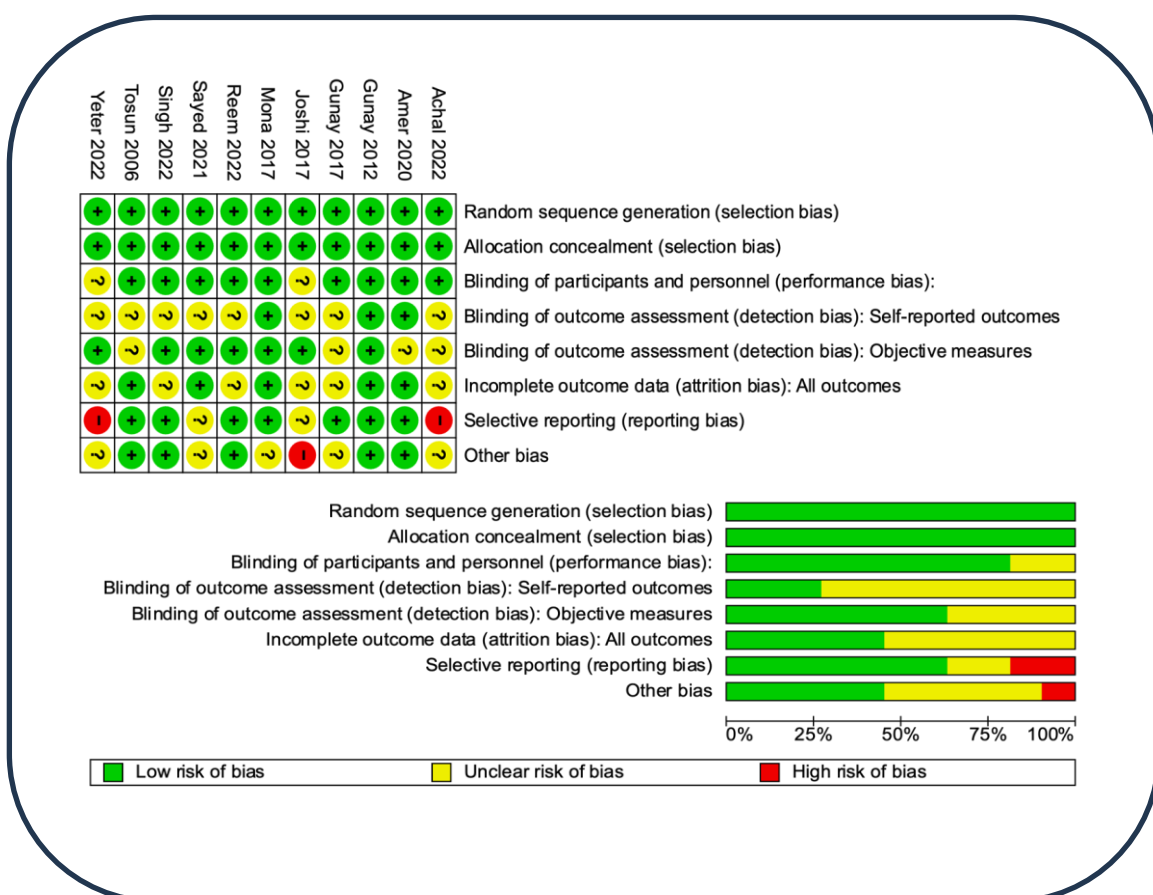 Yeter 2022
Tosun 2006
Singh 2022
Sayed 2021
Reem 2022
Mona 2017
Joshi 2017
Gunay 2017
Gunay 2012
Amer 2020
Achal 2022
+ + + + + + + + + + + Random sequence generation (selection bias)
+ + + + + + + + + + + Allocation concealment (selection bias)
? + + + + + ? + + + + Blinding of participants and personnel (performance bias):
? ? ? ? ? + ? ? + + ? Blinding of outcome assessment (detection bias): Self-reported outcomes
+ ? + + + + + ? + ? ? Blinding of outcome assessment (detection bias): Objective measures
? + ? + ? + ? ? + + ? Incomplete outcome data (attrition bias): All outcomes
– + + ? + + ? + + + – Selective reporting (reporting bias)
? + + ? + ? – ? + + ? Other bias
Random sequence generation (selection bias)
Allocation concealment (selection bias)
Blinding of participants and personnel (performance bias):
Blinding of outcome assessment (detection bias): Self-reported outcomes
Blinding of outcome assessment (detection bias): Objective measures
Incomplete outcome data (attrition bias): All outcomes
Selective reporting (reporting bias)
Other bias
0% 25% 50% 75% 100%
Low risk of bias Unclear risk of bias High risk of bias